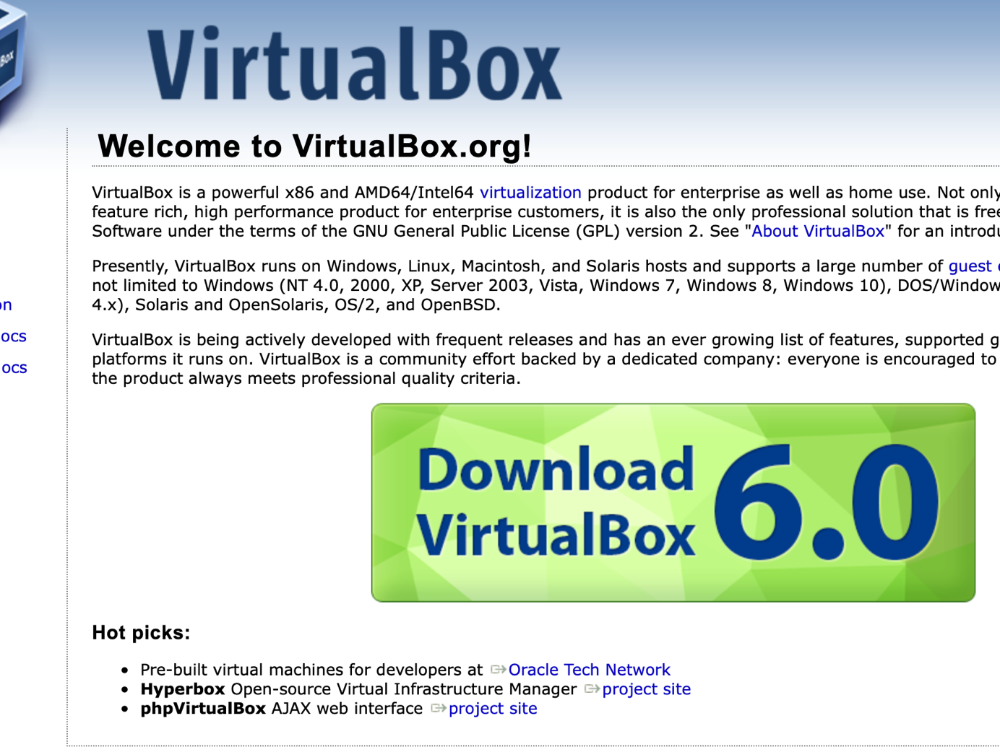 Box
VirtualBox
Welcome to VirtualBox.org!
VirtualBox is a powerful x86 and AMD64/Intel64 virtualization product for enterprise as well as home use. Not only
feature rich, high performance product for enterprise customers, it is also the only professional solution that is free
Software under the terms of the GNU General Public License (GPL) version 2. See "About VirtualBox" for an introdu
Presently, VirtualBox runs on Windows, Linux, Macintosh, and Solaris hosts and supports a large number of guest
not limited to Windows (NT 4.0, 2000, XP, Server 2003, Vista, Windows 7, Windows 8, Windows 10), DOS/Window
4.x), Solaris and OpenSolaris, OS/2, and OpenBSD.
on
ocs
ocs
VirtualBox is being actively developed with frequent releases and has an ever growing list of features, supported g
platforms it runs on. VirtualBox is a community effort backed by a dedicated company: everyone is encouraged to
the product always meets professional quality criteria.
Download
VirtualBox
6.0
Hot picks:
• Pre-built virtual machines for developers at Oracle Tech Network
• Hyperbox Open-source Virtual Infrastructure Manager project site
• phpVirtualBox AJAX web interface project site